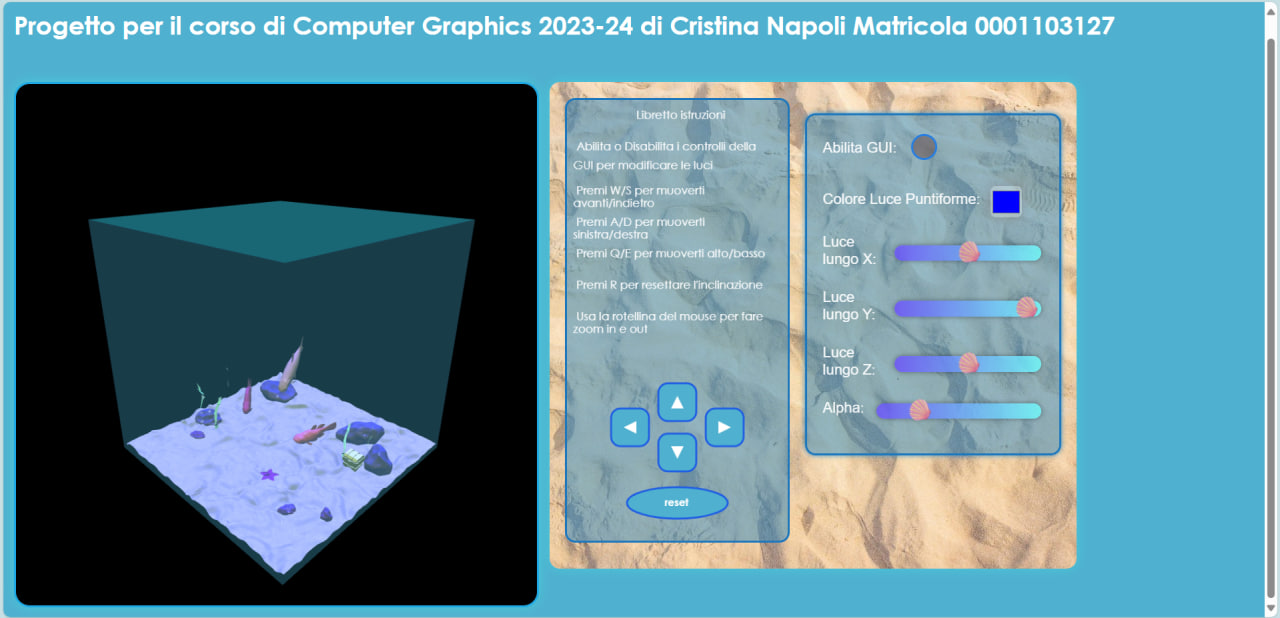 Progetto per il corso di Computer Graphics 2023-24 di Cristina Napoli Matricola 0001103127
Libretto istruzioni
Abilita o Disabilita i controlli della
GUI per modificare le luci
Premi W/S per muoverti
avanti/indietro
Premi A/D per muoverti
sinistra/destra
Premi Q/E per muoverti alto/basso
Premi R per resettare l'inclinazione
Usa la rotellina del mouse per fare
zoom in e out
reset
Abilita GUI:
Colore Luce Puntiforme:
Luce
lungo X:
Luce
lungo Y:
Luce
lungo Z:
Alpha: